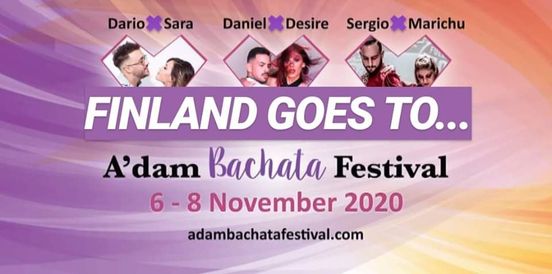 Dario✖Sara Daniel✖Desire Sergio✖Marichu
FINLAND GOES TO...
A'dam Bachata Festival
6 - 8 November 2020
adambachatafestival.com